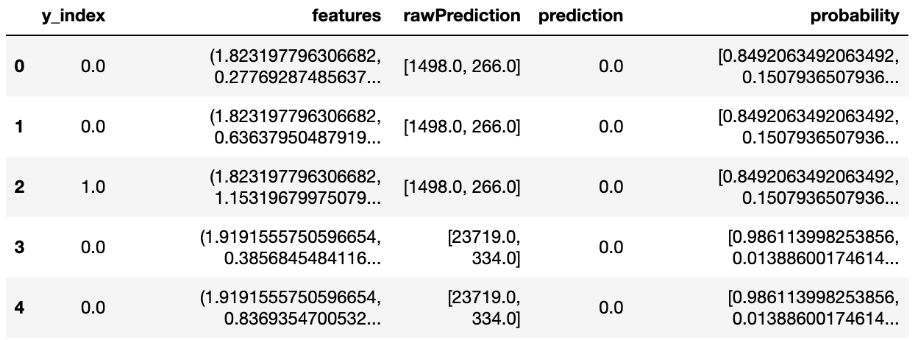 y_index features rawPrediction prediction probability
0 0.0 (1.8231977963066​82, 0.27769287485637... [1498.0, 266.0] 0.0 [0.8492063492063492, 0.1507936507936...
1 0.0 (1.823197796306682, 0.63637950487919... [1498.0, 266.0] 0.0 [0.8492063492063492, 0.1507936507936...
2 1.0 (1.823197796306682, 1.15319679975079... [1498.0, 266.0] 0.0 [0.8492063492063492, 0.1507936507936...
3 0.0 (1.9191555750596654, 0.3856845484116... [23719.0, 334.0] 0.0 [0.986113998253856, 0.01388600174614...
4 0.0 (1.9191555750596654, 0.8369354700532... [23719.0, 334.0] 0.0 [0.986113998253856, 0.01388600174614...